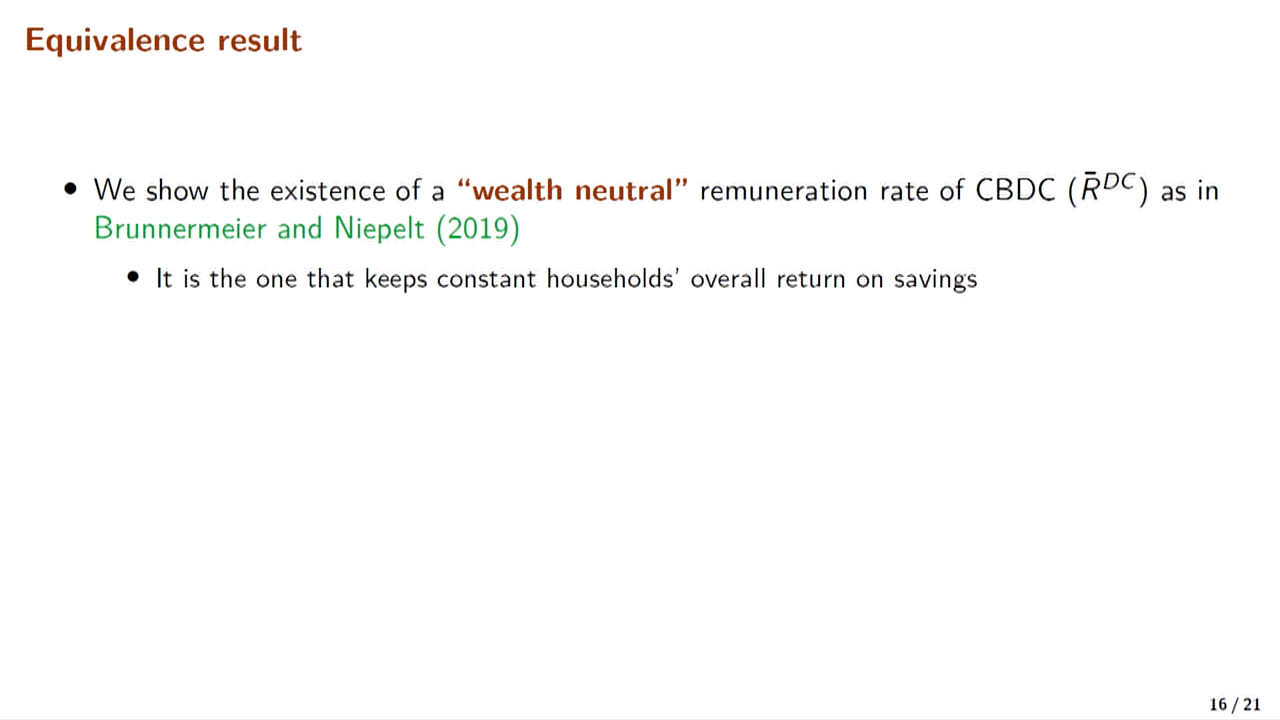 Equivalence result
• We show the existence of a “wealth neutral” remuneration rate of CBDC (R̄ᴰᶜ) as in
Brunnermeier and Niepelt (2019)
• It is the one that keeps constant households’ overall return on savings
16 / 21